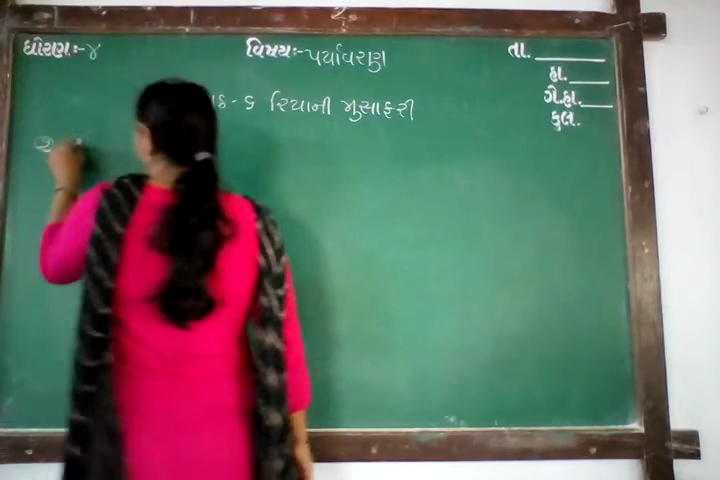 ધોરણઃ- ૪ વિષયઃ- પર્યાવરણ તા.
હા.
- ૬ રિયાની મુસાફરી ગે.હા.
કુલ.